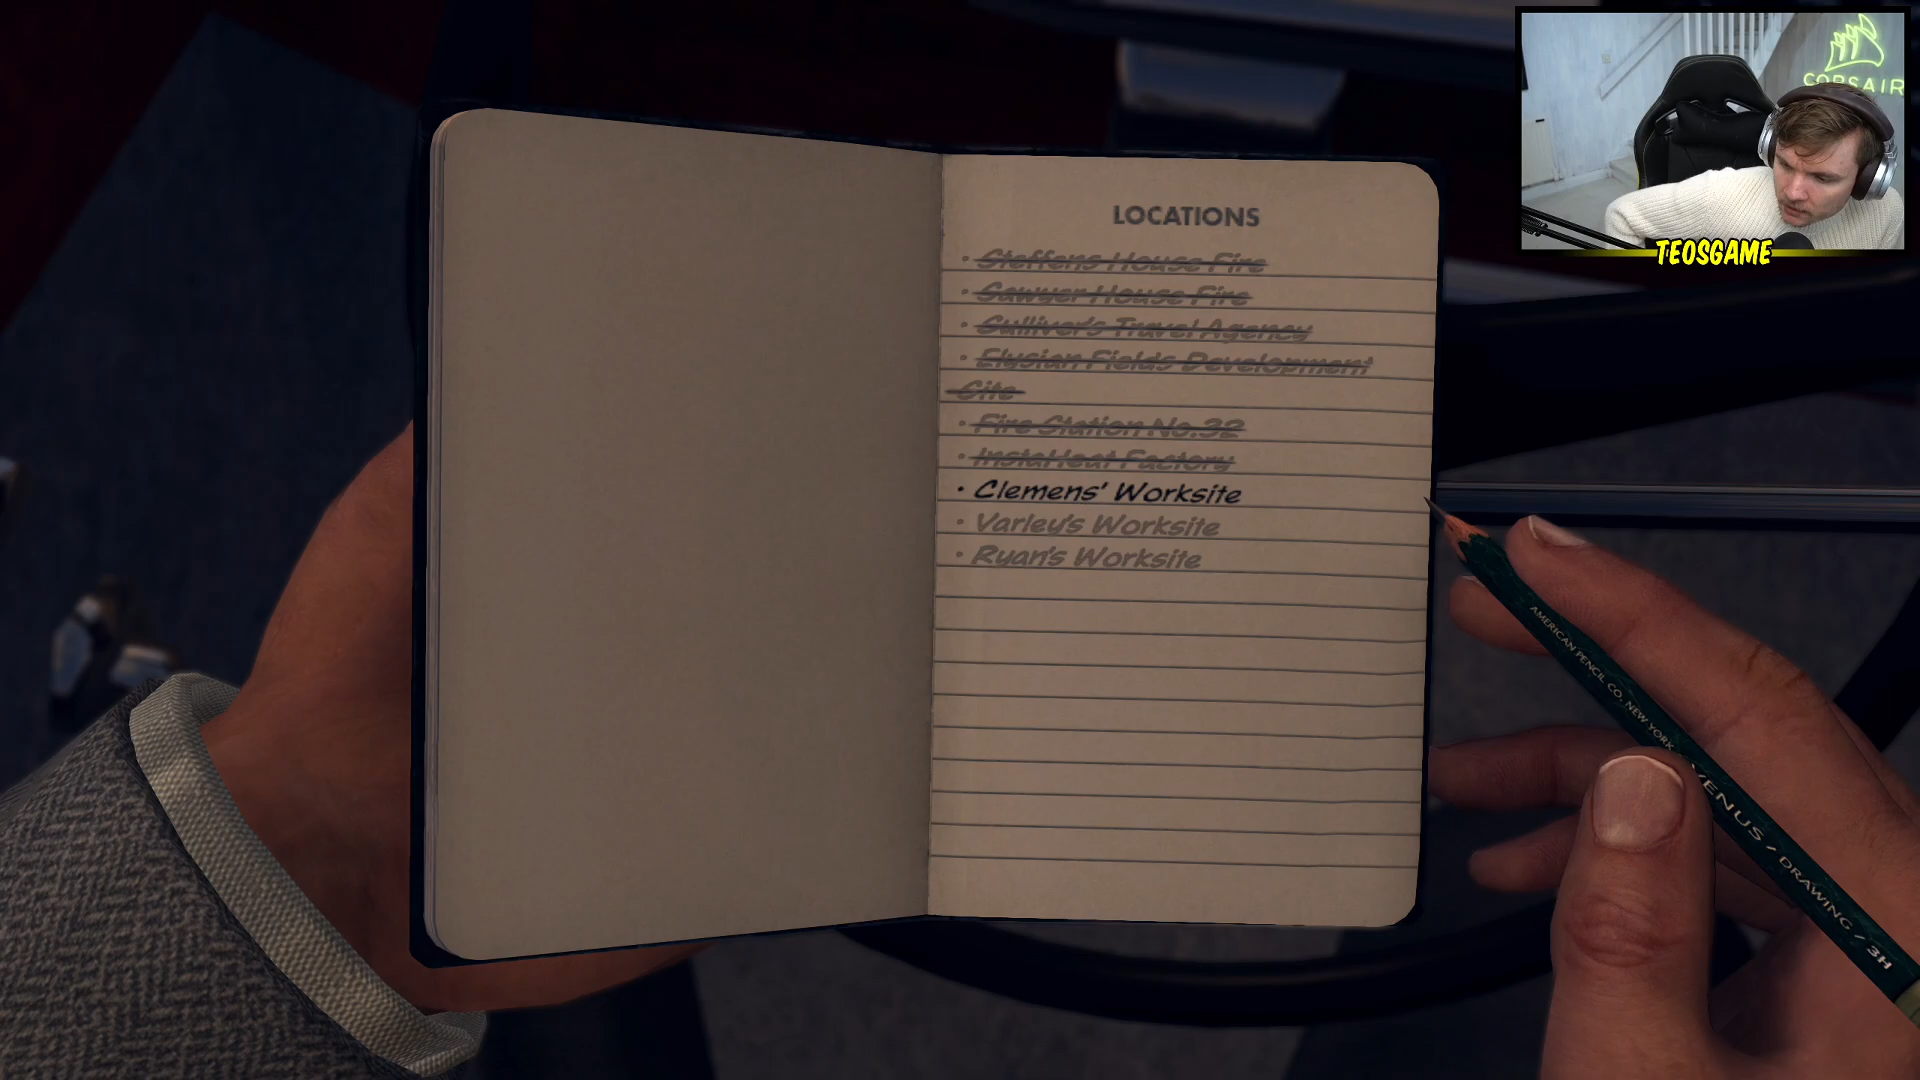 LOCATIONS
· Steffens House Fire
· Sawyer House Fire
· Gulliver's Travel Agency
· Elysian Fields Development
Site
· Fire Station No.32
· InstaHeat Factory
· Clemens' Worksite
· Varley's Worksite
· Ryan's Worksite
AMERICAN PENCIL CO. NEW YORK VENUS / DRAWING / 3H
CORSAIR
TEOSGAME